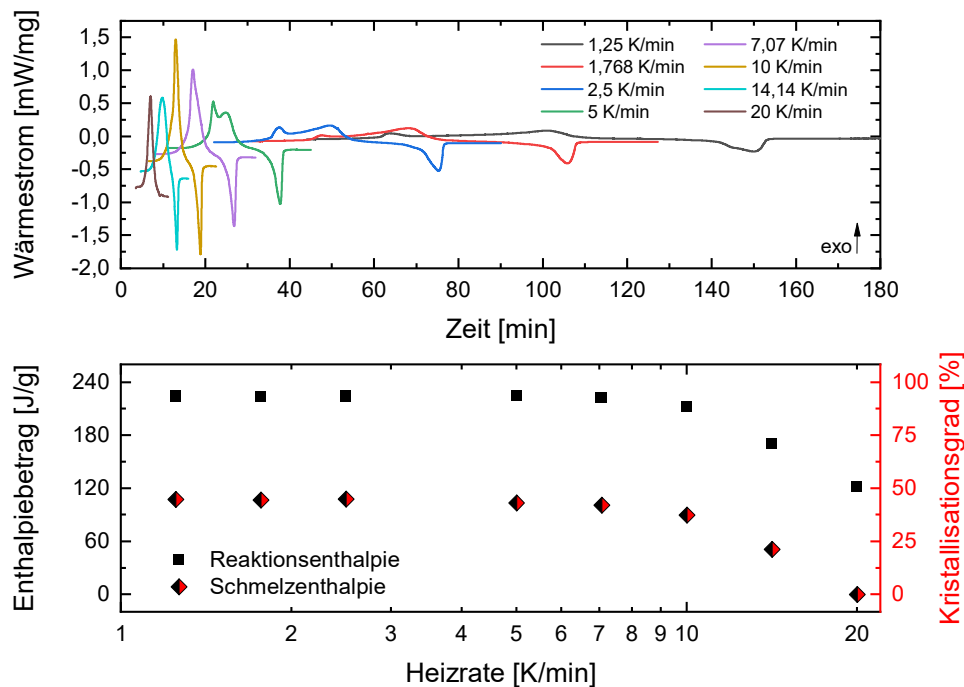 1,5
1,0
0,5
0,0
-0,5
-1,0
-1,5
-2,0
Wärmestrom [mW/mg]
1,25 K/min
1,768 K/min
2,5 K/min
5 K/min
7,07 K/min
10 K/min
14,14 K/min
20 K/min
exo
0 20 40 60 80 100 120 140 160 180
Zeit [min]
240
180
120
60
0
Enthalpiebetrag [J/g]
Reaktionsenthalpie
Schmelzenthalpie
100
75
50
25
0
Kristallisationsgrad [%]
1 2 3 4 5 6 7 8 9 10 20
Heizrate [K/min]